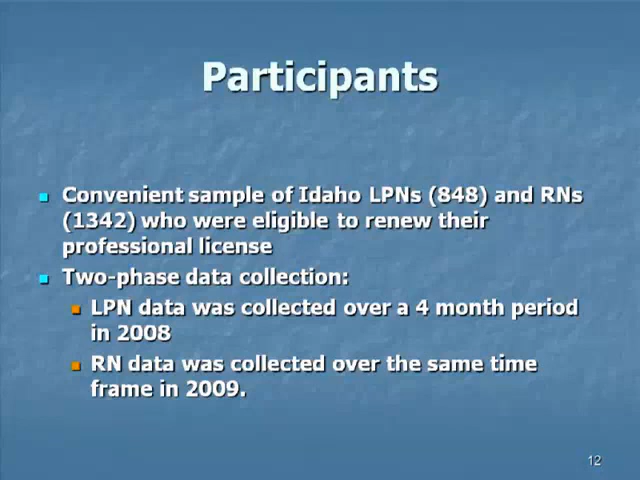 Participants
Convenient sample of Idaho LPNs (848) and RNs
(1342) who were eligible to renew their
professional license
Two-phase data collection:
LPN data was collected over a 4 month period
in 2008
RN data was collected over the same time
frame in 2009.
12